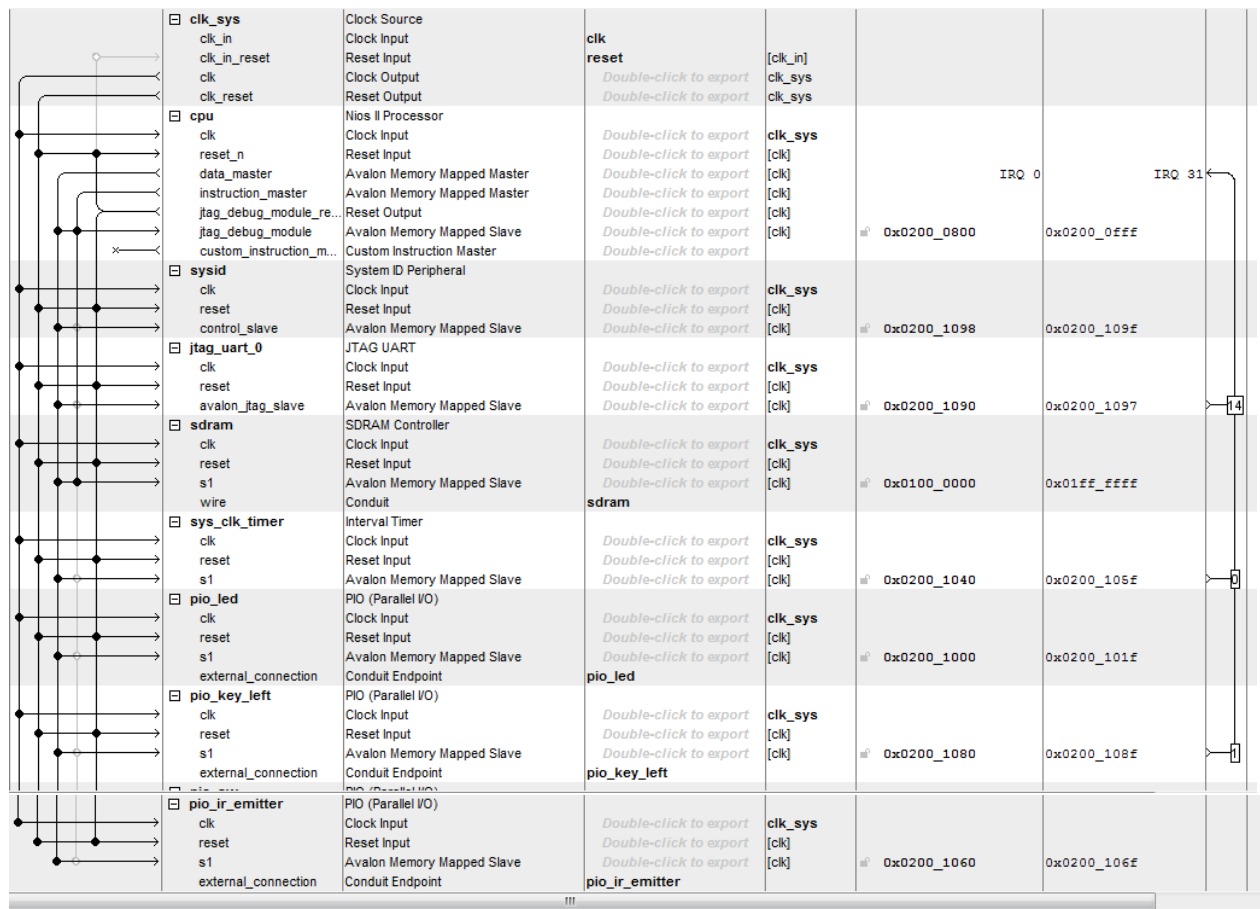 clk_sys Clock Source
clk_in Clock Input clk
clk_in_reset Reset Input reset [clk_in]
clk Clock Output Double-click to export clk_sys
clk_reset Reset Output Double-click to export clk_sys
cpu Nios II Processor
clk Clock Input Double-click to export clk_sys
reset_n Reset Input Double-click to export [clk]
data_master Avalon Memory Mapped Master Double-click to export [clk] IRQ 0 IRQ 31
instruction_master Avalon Memory Mapped Master Double-click to export [clk]
jtag_debug_module_re... Reset Output Double-click to export [clk]
jtag_debug_module Avalon Memory Mapped Slave Double-click to export [clk] 0x0200_0800 0x0200_0fff
custom_instruction_m... Custom Instruction Master Double-click to export
sysid System ID Peripheral
clk Clock Input Double-click to export clk_sys
reset Reset Input Double-click to export [clk]
control_slave Avalon Memory Mapped Slave Double-click to export [clk] 0x0200_1098 0x0200_109f
jtag_uart_0 JTAG UART
clk Clock Input Double-click to export clk_sys
reset Reset Input Double-click to export [clk]
avalon_jtag_slave Avalon Memory Mapped Slave Double-click to export [clk] 0x0200_1090 0x0200_1097 14
sdram SDRAM Controller
clk Clock Input Double-click to export clk_sys
reset Reset Input Double-click to export [clk]
s1 Avalon Memory Mapped Slave Double-click to export [clk] 0x0100_0000 0x01ff_ffff
wire Conduit sdram
sys_clk_timer Interval Timer
clk Clock Input Double-click to export clk_sys
reset Reset Input Double-click to export [clk]
s1 Avalon Memory Mapped Slave Double-click to export [clk] 0x0200_1040 0x0200_105f 0
pio_led PIO (Parallel I/O)
clk Clock Input Double-click to export clk_sys
reset Reset Input Double-click to export [clk]
s1 Avalon Memory Mapped Slave Double-click to export [clk] 0x0200_1000 0x0200_101f
external_connection Conduit Endpoint pio_led
pio_key_left PIO (Parallel I/O)
clk Clock Input Double-click to export clk_sys
reset Reset Input Double-click to export [clk]
s1 Avalon Memory Mapped Slave Double-click to export [clk] 0x0200_1080 0x0200_108f 1
external_connection Conduit Endpoint pio_key_left
pio_ir_emitter PIO (Parallel I/O)
clk Clock Input Double-click to export clk_sys
reset Reset Input Double-click to export [clk]
s1 Avalon Memory Mapped Slave Double-click to export [clk] 0x0200_1060 0x0200_106f
external_connection Conduit Endpoint pio_ir_emitter